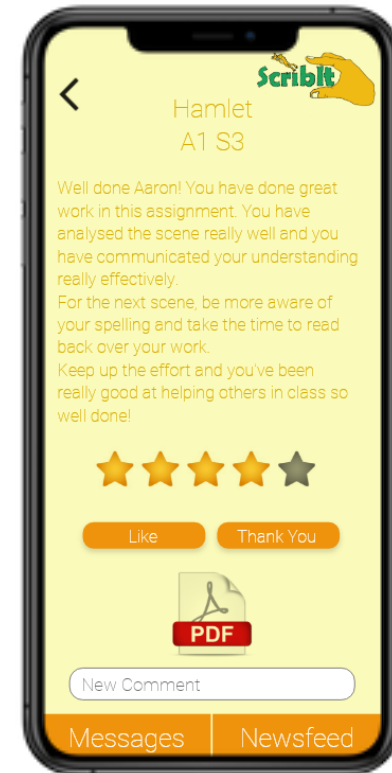 ScribIt
Hamlet
A1 S3
Well done Aaron! You have done great
work in this assignment. You have
analysed the scene really well and you
have communicated your understanding
really effectively.
For the next scene, be more aware of
your spelling and take the time to read
back over your work.
Keep up the effort and you've been
really good at helping others in class so
well done!
Like
Thank You
PDF
New Comment
Messages
Newsfeed